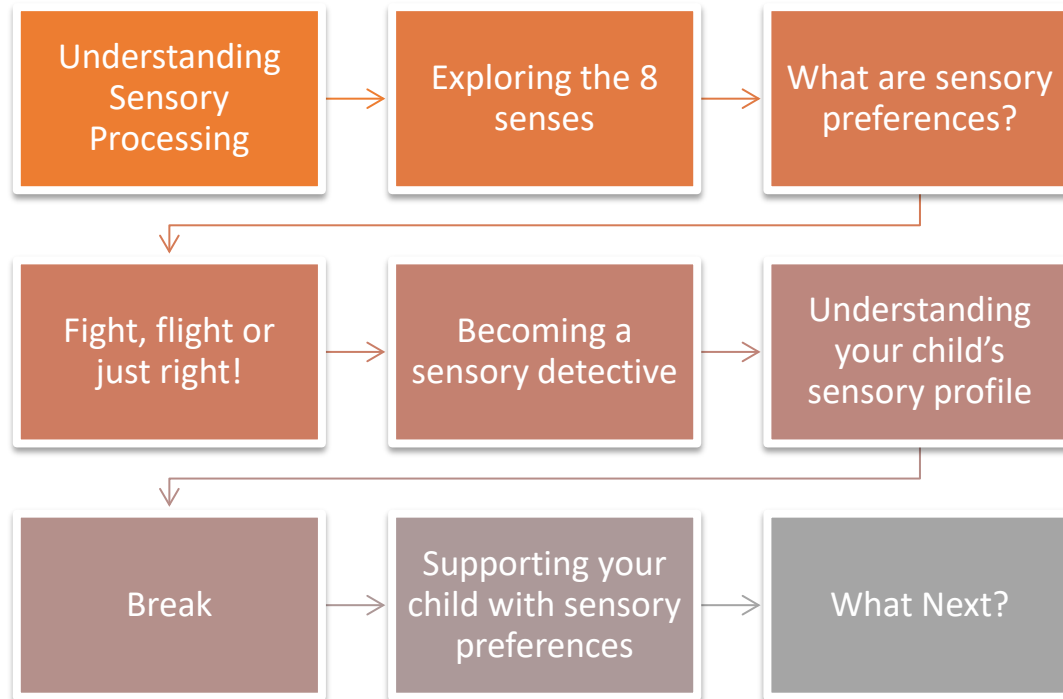 Understanding
Sensory
Processing
Exploring the 8
senses
What are sensory
preferences?
Fight, flight or
just right!
Becoming a
sensory detective
Understanding
your child’s
sensory profile
Break
Supporting your
child with sensory
preferences
What Next?